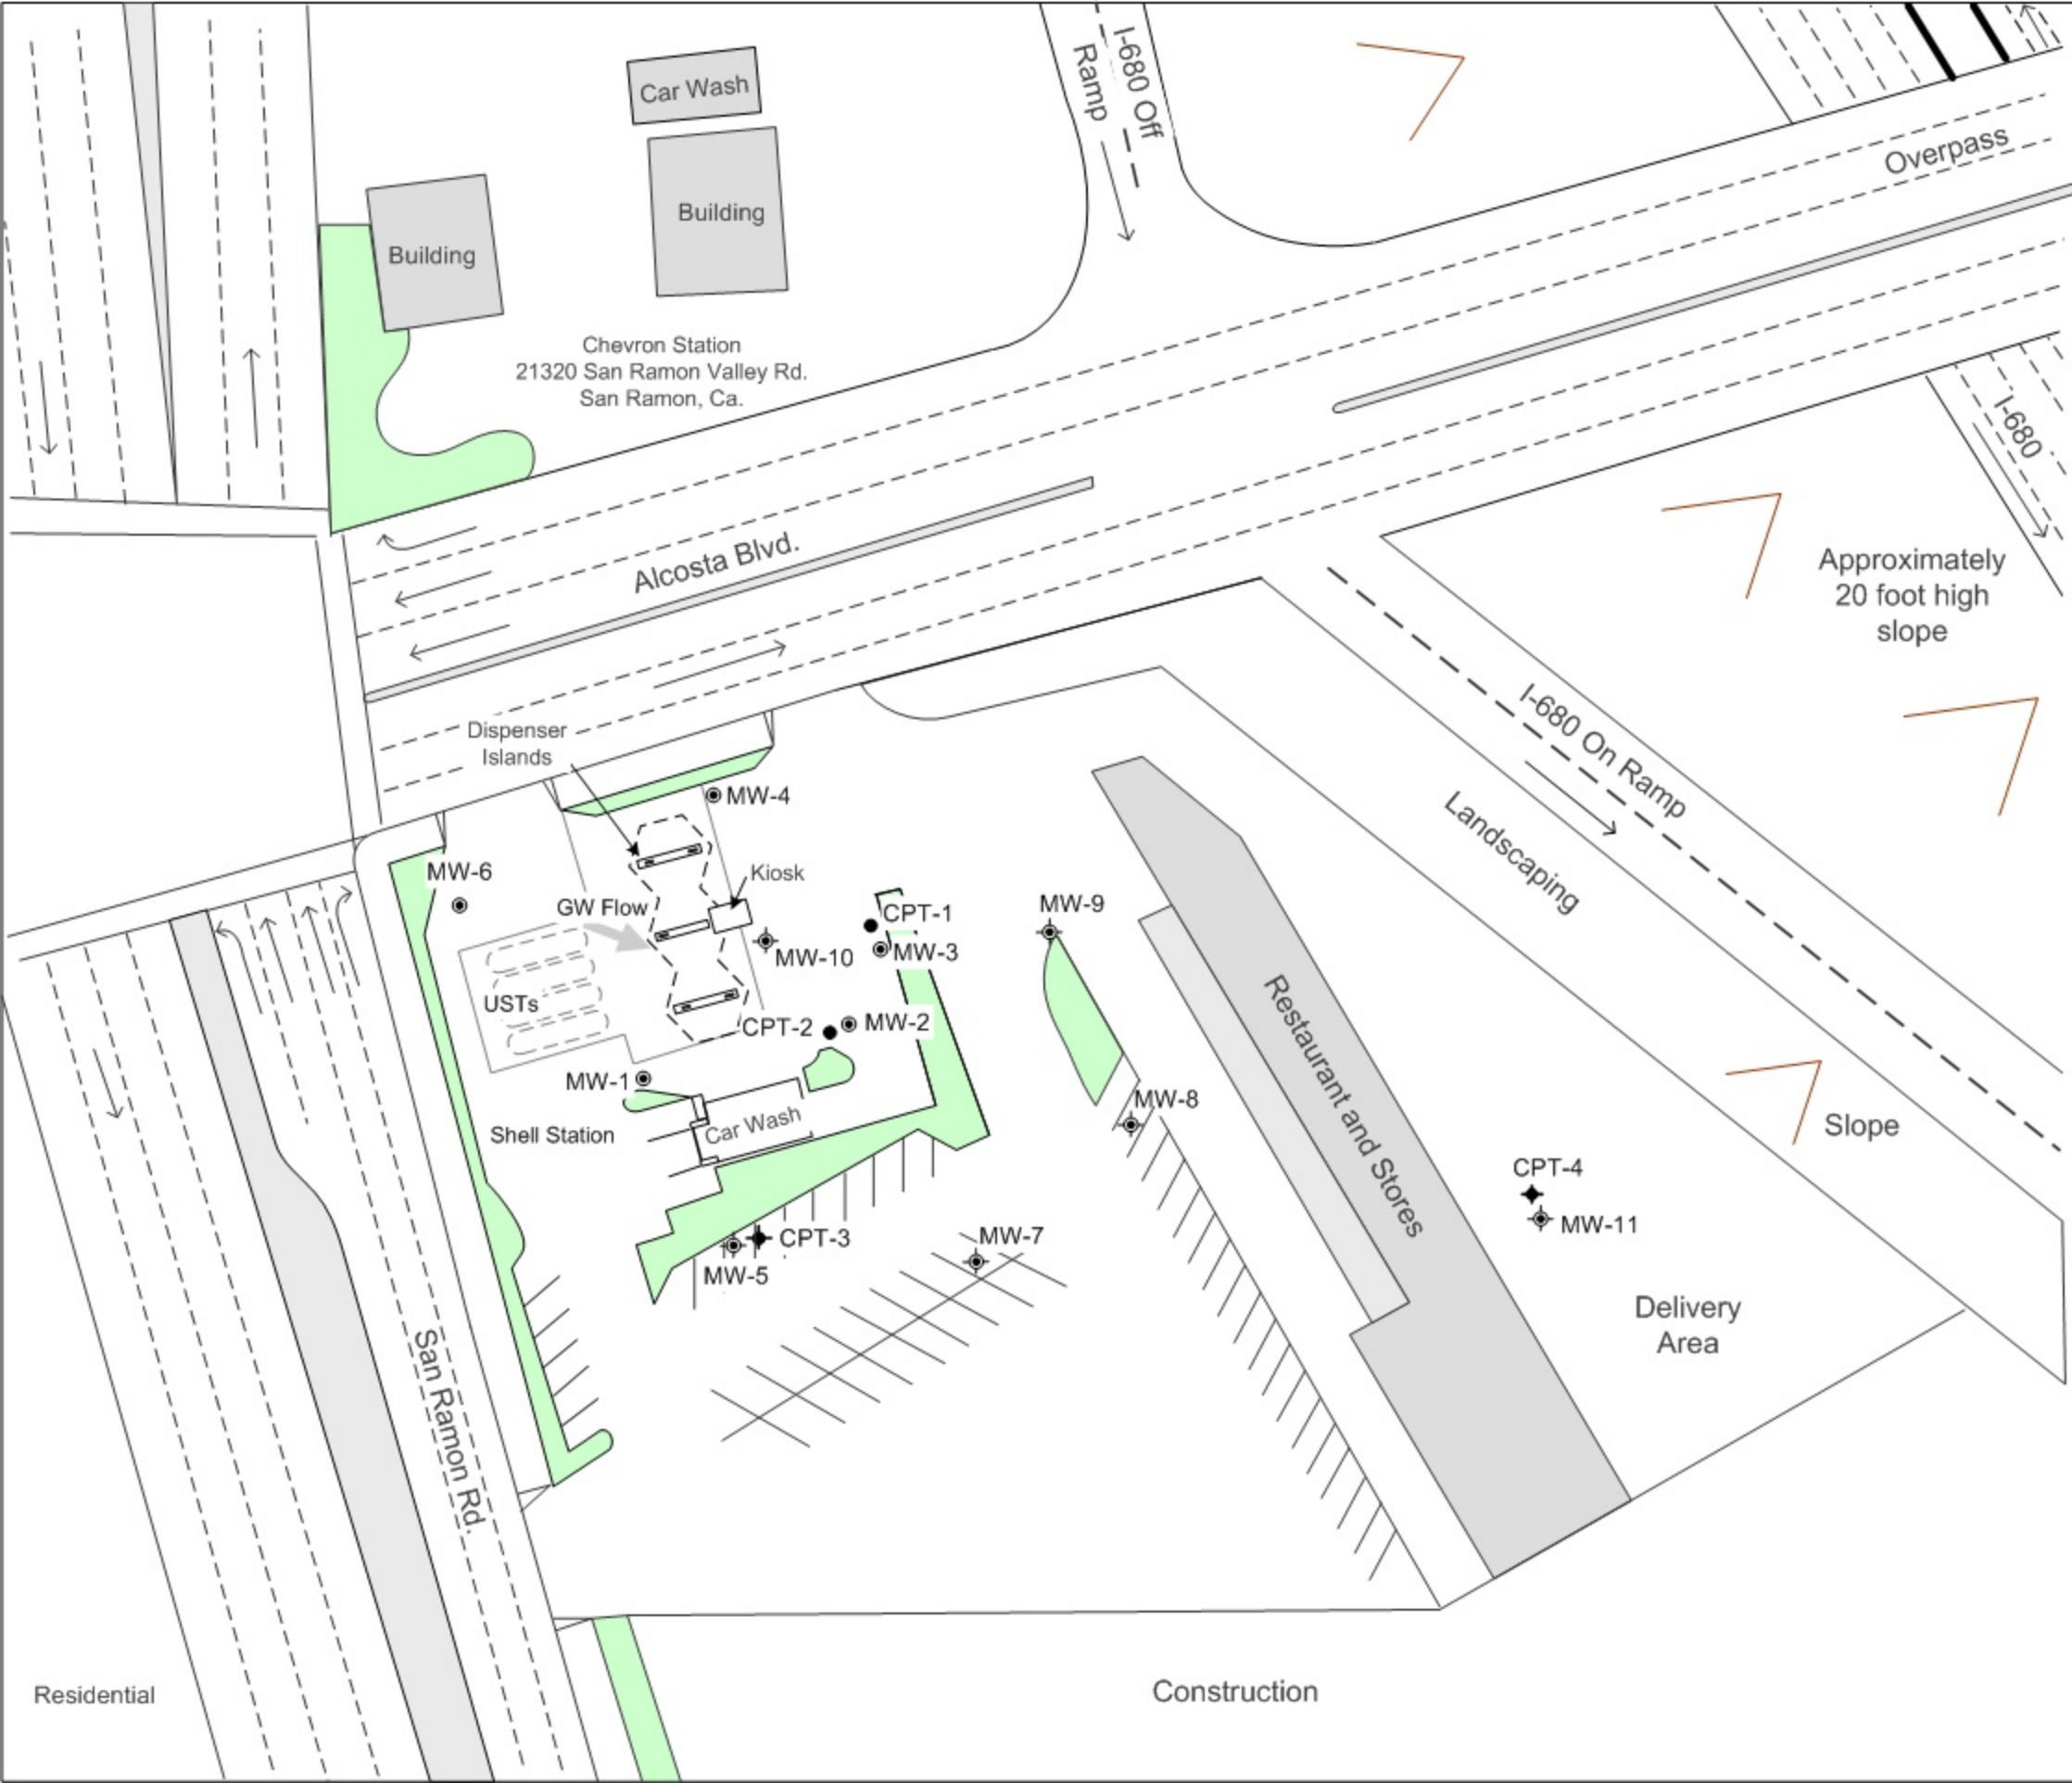 I-680 Off
Ramp
Car Wash
Building
Building
Overpass
Chevron Station
21320 San Ramon Valley Rd.
San Ramon, Ca.
I-680
Alcosta Blvd.
Approximately
20 foot high
slope
Dispenser
Islands
I-680 On Ramp
MW-4
Landscaping
MW-6
Kiosk
GW Flow
CPT-1
MW-9
MW-3
MW-10
USTs
CPT-2
MW-2
MW-1
MW-8
Car Wash
Shell Station
Restaurant and Stores
Slope
CPT-4
MW-11
CPT-3
MW-7
MW-5
Delivery
Area
San Ramon Rd.
Residential
Construction